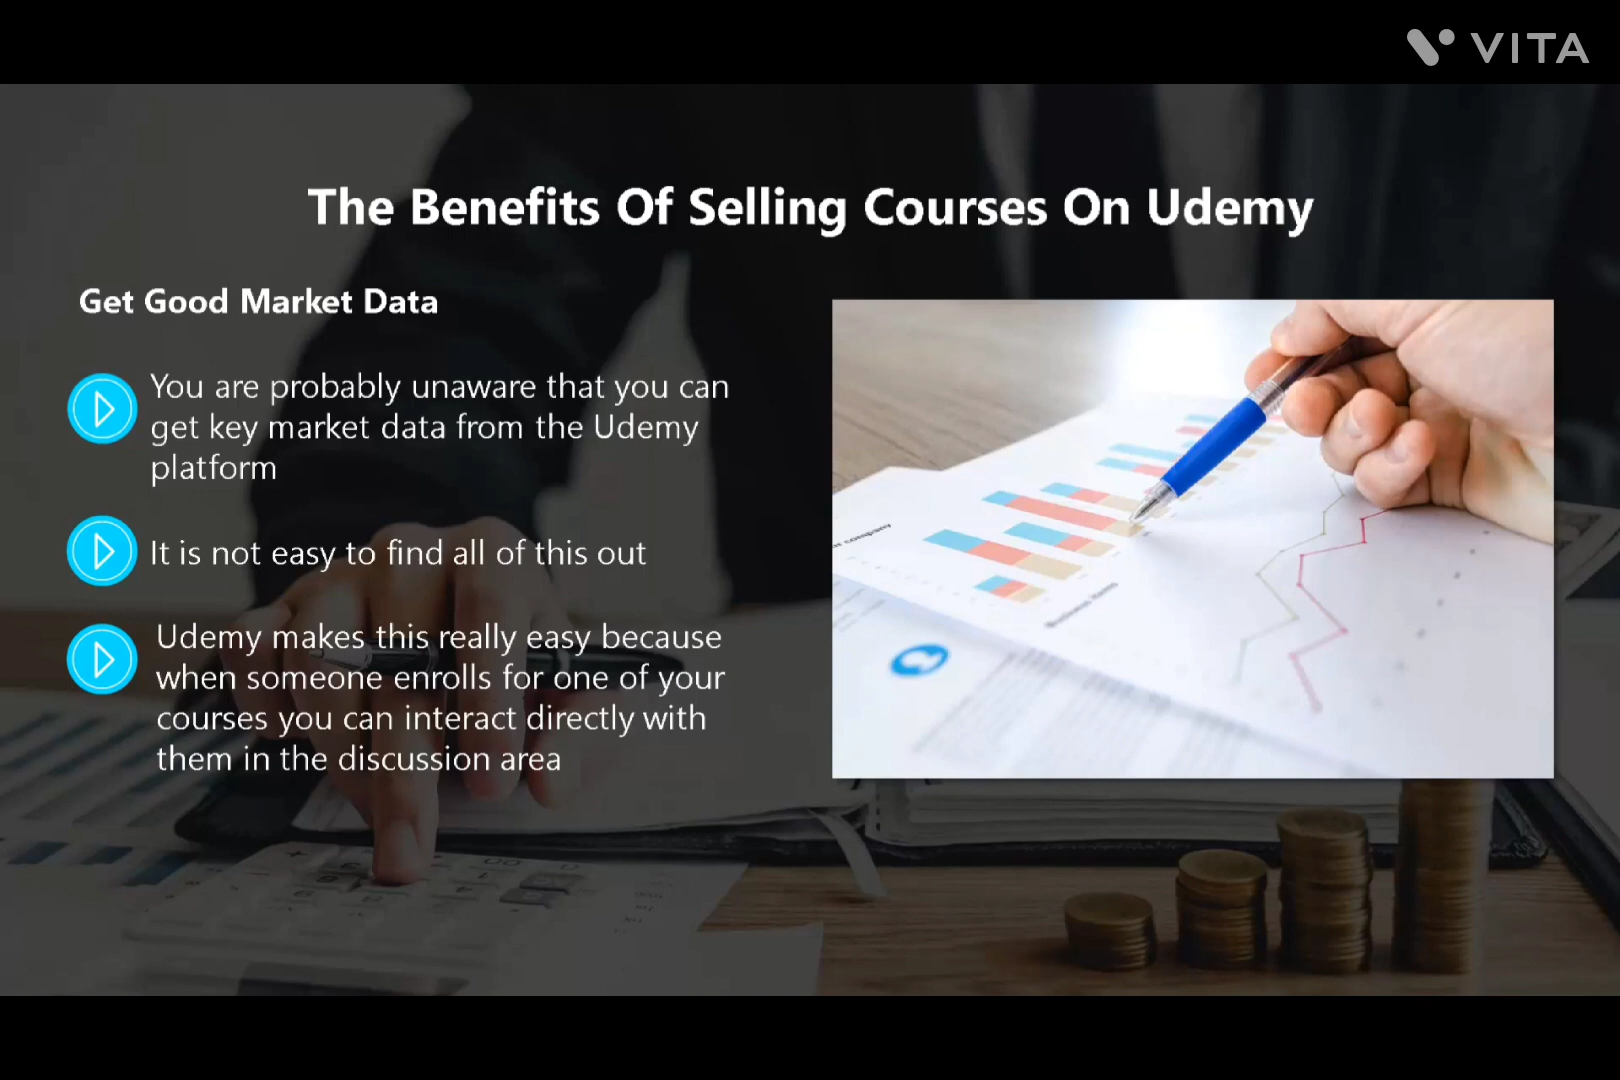 VITA
The Benefits Of Selling Courses On Udemy
Get Good Market Data
You are probably unaware that you can
get key market data from the Udemy
platform
It is not easy to find all of this out
Udemy makes this really easy because
when someone enrolls for one of your
courses you can interact directly with
them in the discussion area